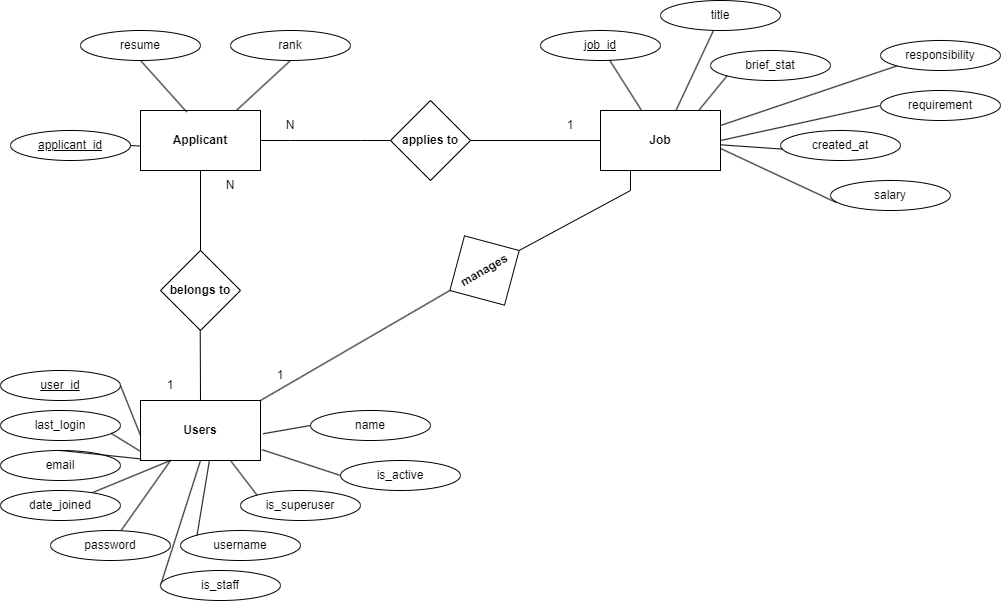 title
resume
rank
job_id
brief_stat
responsibility
requirement
Applicant
N
applies to
1
Job
applicant_id
created_at
N
salary
manages
belongs to
1
1
user_id
last_login
Users
name
email
is_active
date_joined
is_superuser
password
username
is_staff